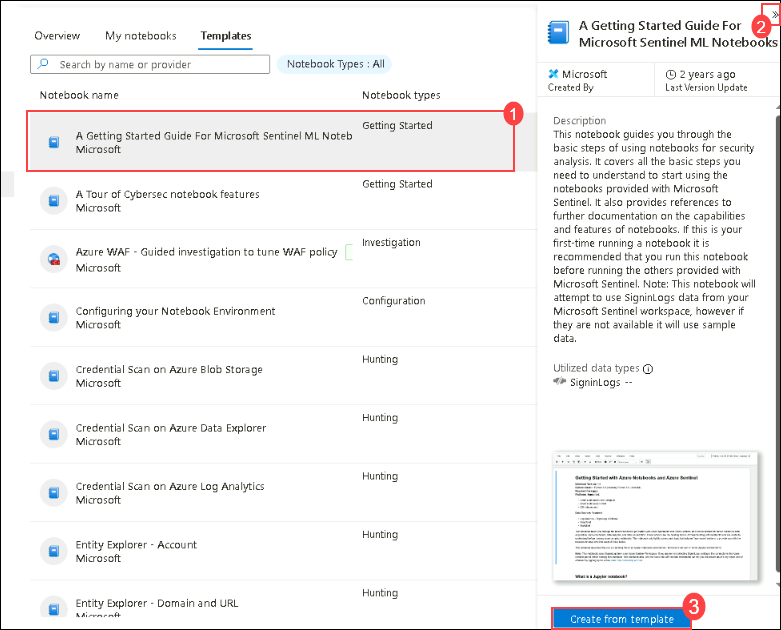 Overview
My notebooks
Templates
Search by name or provider
Notebook Types : All
Notebook name
Notebook types
1
A Getting Started Guide For Microsoft Sentinel ML Noteb
Microsoft
Getting Started
A Tour of Cybersec notebook features
Microsoft
Getting Started
Azure WAF - Guided investigation to tune WAF policy
Microsoft
Investigation
Configuring your Notebook Environment
Microsoft
Configuration
Credential Scan on Azure Blob Storage
Microsoft
Hunting
Credential Scan on Azure Data Explorer
Microsoft
Hunting
Credential Scan on Azure Log Analytics
Microsoft
Hunting
Entity Explorer - Account
Microsoft
Hunting
Entity Explorer - Domain and URL
Microsoft
Hunting
»
2
A Getting Started Guide For
Microsoft Sentinel ML Notebooks
Microsoft
Created By
2 years ago
Last Version Update
Description
This notebook guides you through the
basic steps of using notebooks for security
analysis. It covers all the basic steps you
need to understand to start using the
notebooks provided with Microsoft
Sentinel. It also provides references to
further documentation on the capabilities
and features of notebooks. If this is your
first-time running a notebook it is
recommended that you run this notebook
before running the others provided with
Microsoft Sentinel. Note: This notebook will
attempt to use SigninLogs data from your
Microsoft Sentinel workspace, however if
they are not available it will use sample
data.
Utilized data types
SigninLogs --
Getting Started with Azure Notebooks and Azure Sentinel
What is a Jupyter notebook?
3
Create from template